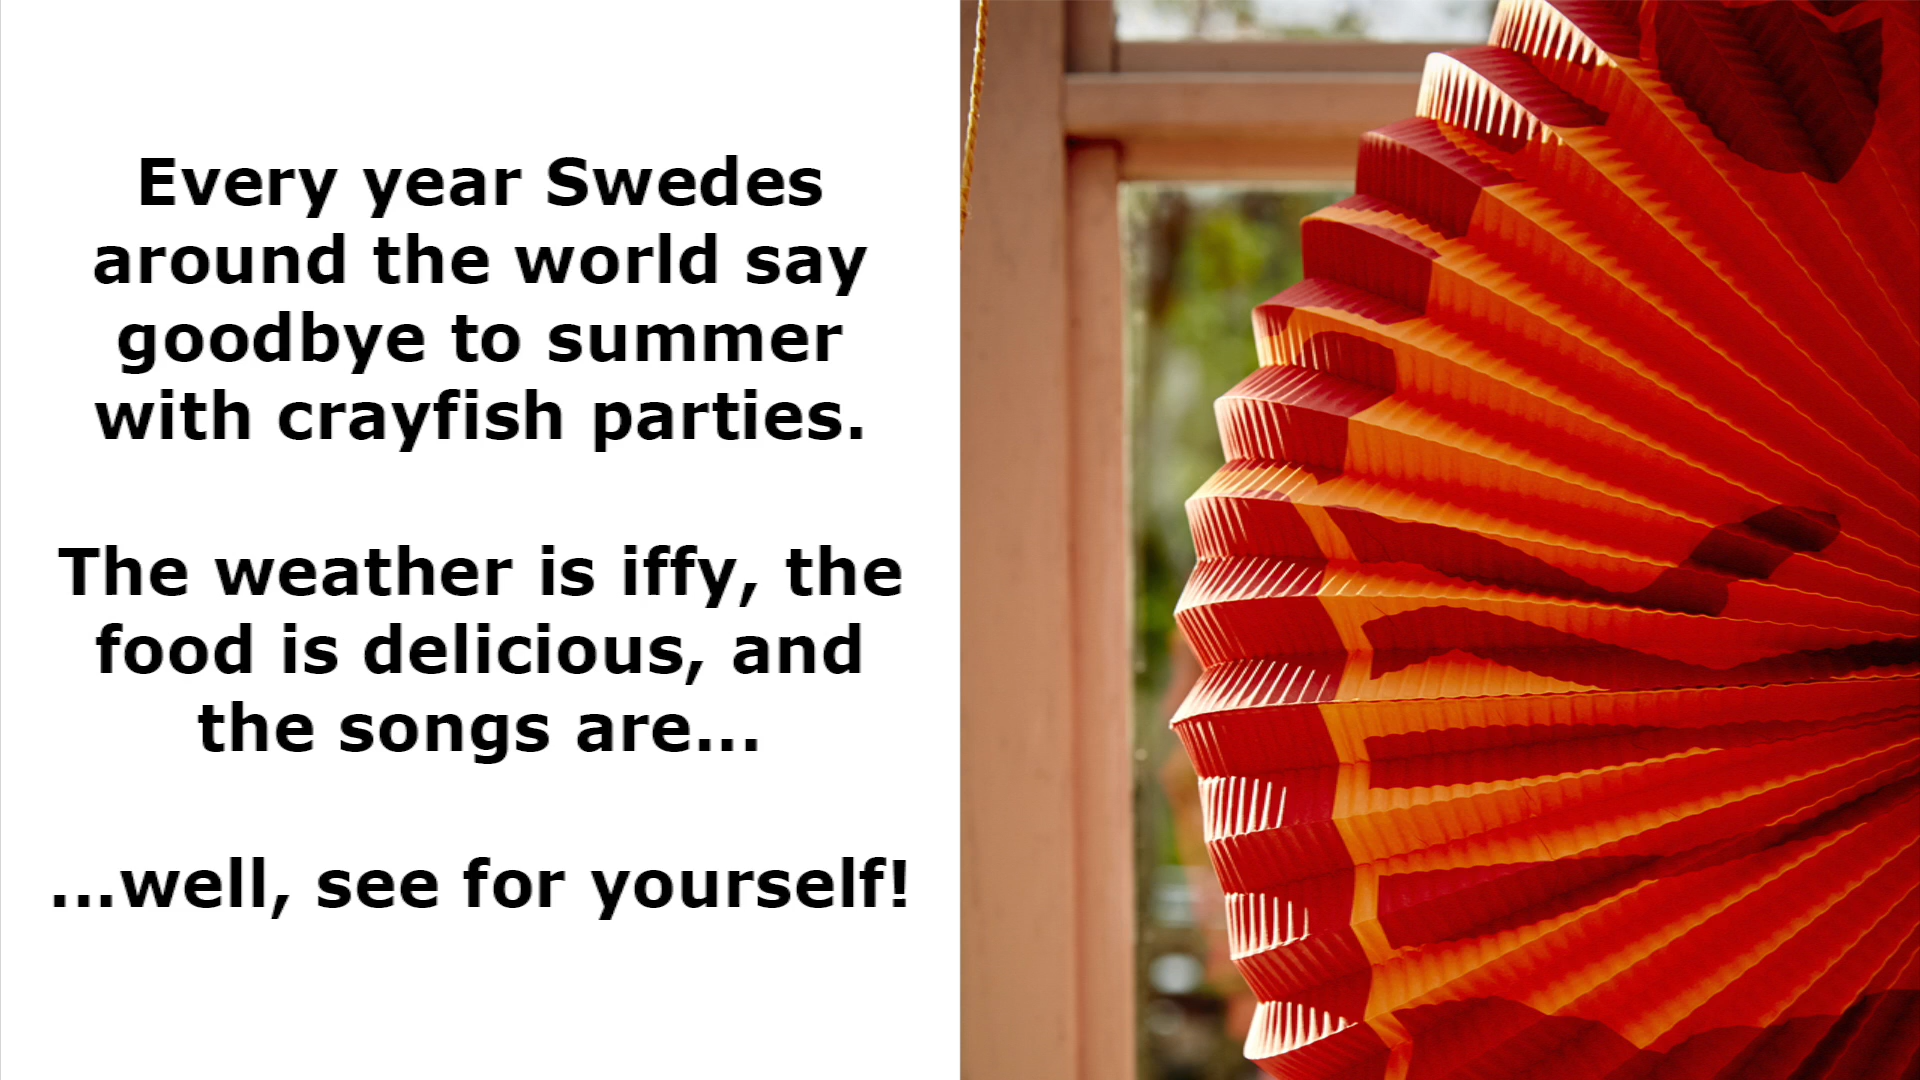 Every year Swedes
around the world say
goodbye to summer
with crayfish parties.
The weather is iffy, the
food is delicious, and
the songs are...
...well, see for yourself!